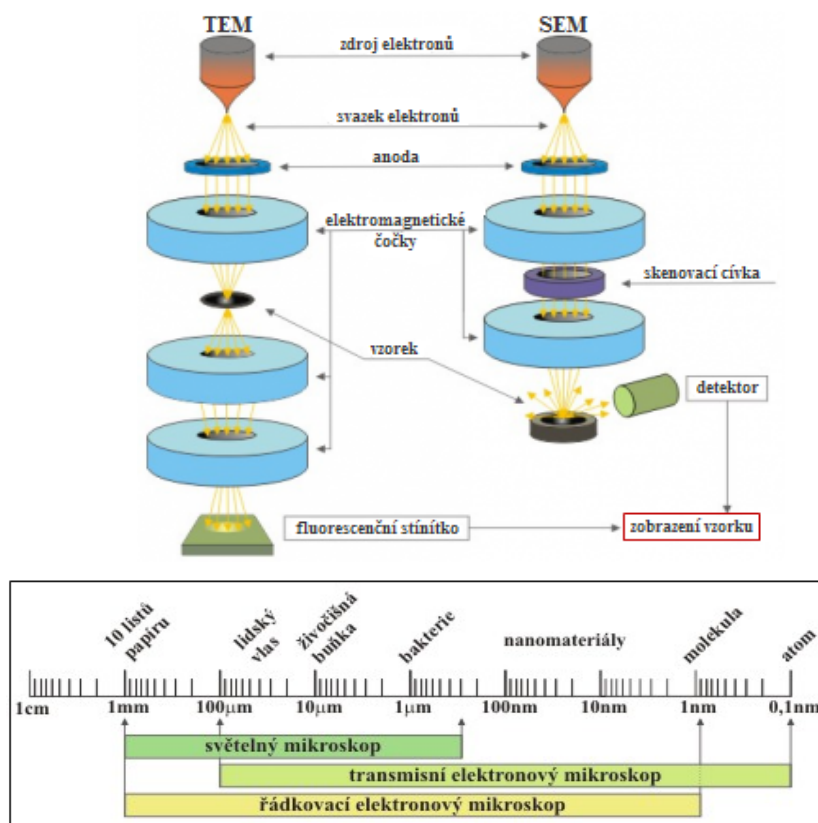 TEM
SEM
zdroj elektronů
svazek elektronů
anoda
elektromagnetické
čočky
skenovací cívka
vzorek
detektor
fluorescenční stínítko
zobrazení vzorku
10 listů
papíru
lidský
vlas
živočišná
buňka
bakterie
nanomateriály
molekula
atom
1cm 1mm 100µm 10µm 1µm 100nm 10nm 1nm 0,1nm
světelný mikroskop
transmisní elektronový mikroskop
řádkovací elektronový mikroskop